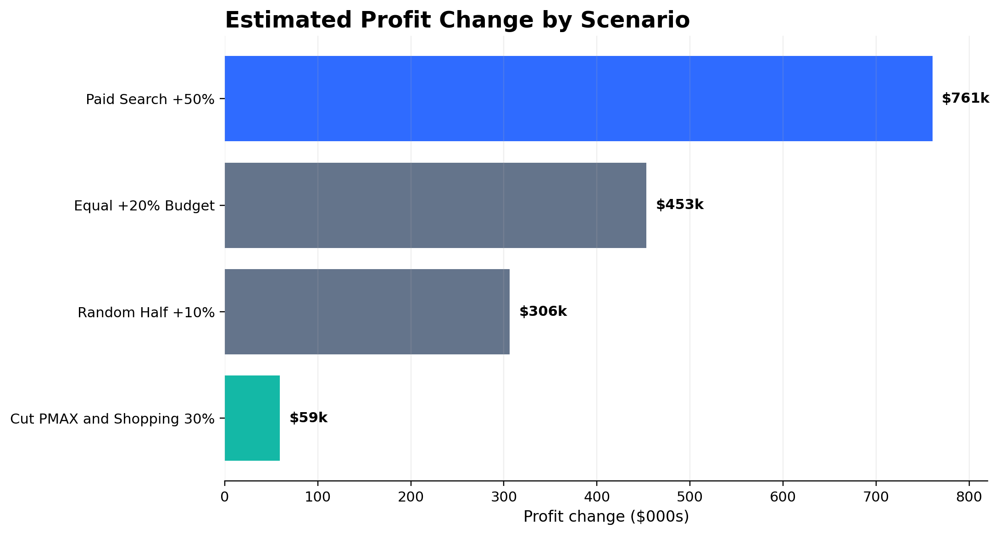 Estimated Profit Change by Scenario
Paid Search +50%
$761k
Equal +20% Budget
$453k
Random Half +10%
$306k
Cut PMAX and Shopping 30%
$59k
0 100 200 300 400 500 600 700 800
Profit change ($000s)